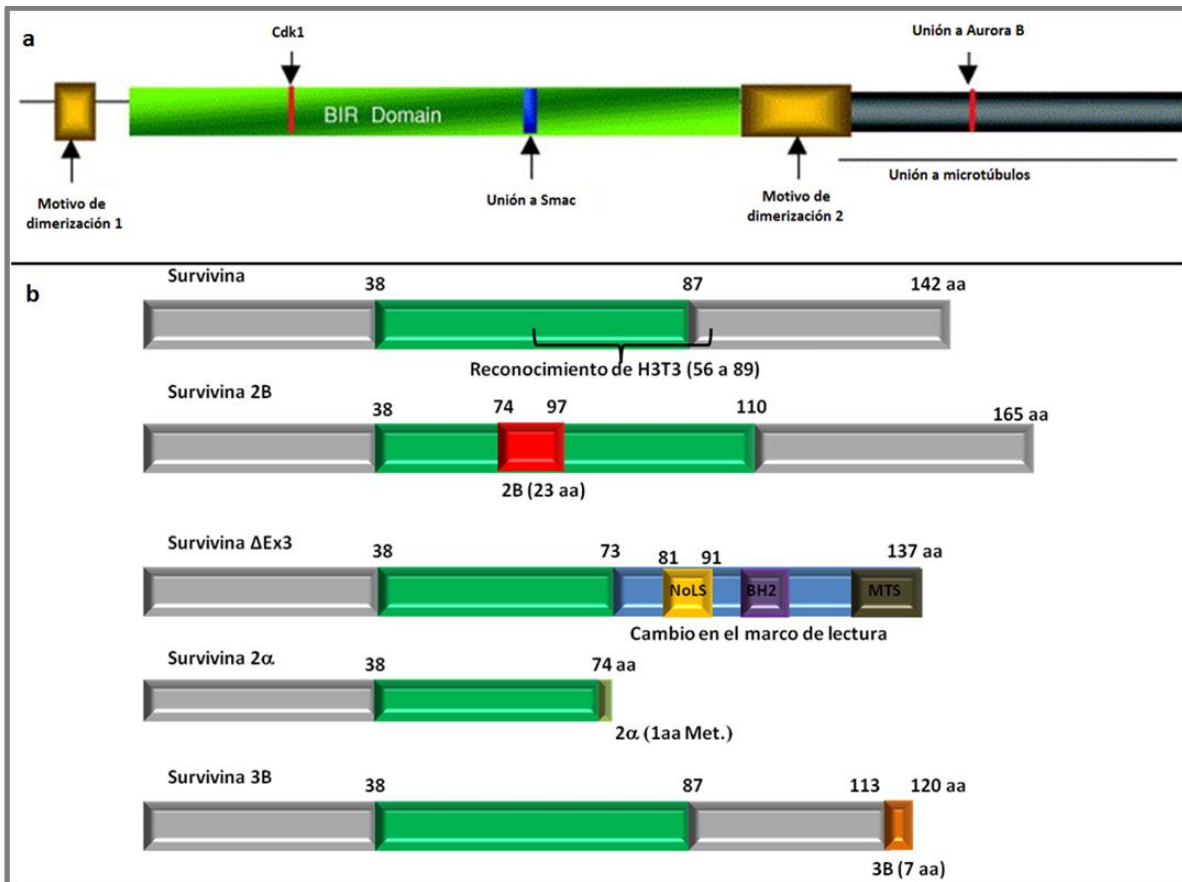 a
Cdk1
Unión a Aurora B
BIR Domain
Motivo de
dimerización 1
Unión a Smac
Motivo de
dimerización 2
Unión a microtúbulos
b
Survivina
38
87
142 aa
Reconocimiento de H3T3 (56 a 89)
Survivina 2B
38
74
97
110
165 aa
2B (23 aa)
Survivina ΔEx3
38
73
81
91
137 aa
NoLS
BH2
MTS
Cambio en el marco de lectura
Survivina 2α
38
74 aa
2α (1aa Met.)
Survivina 3B
38
87
113
120 aa
3B (7 aa)